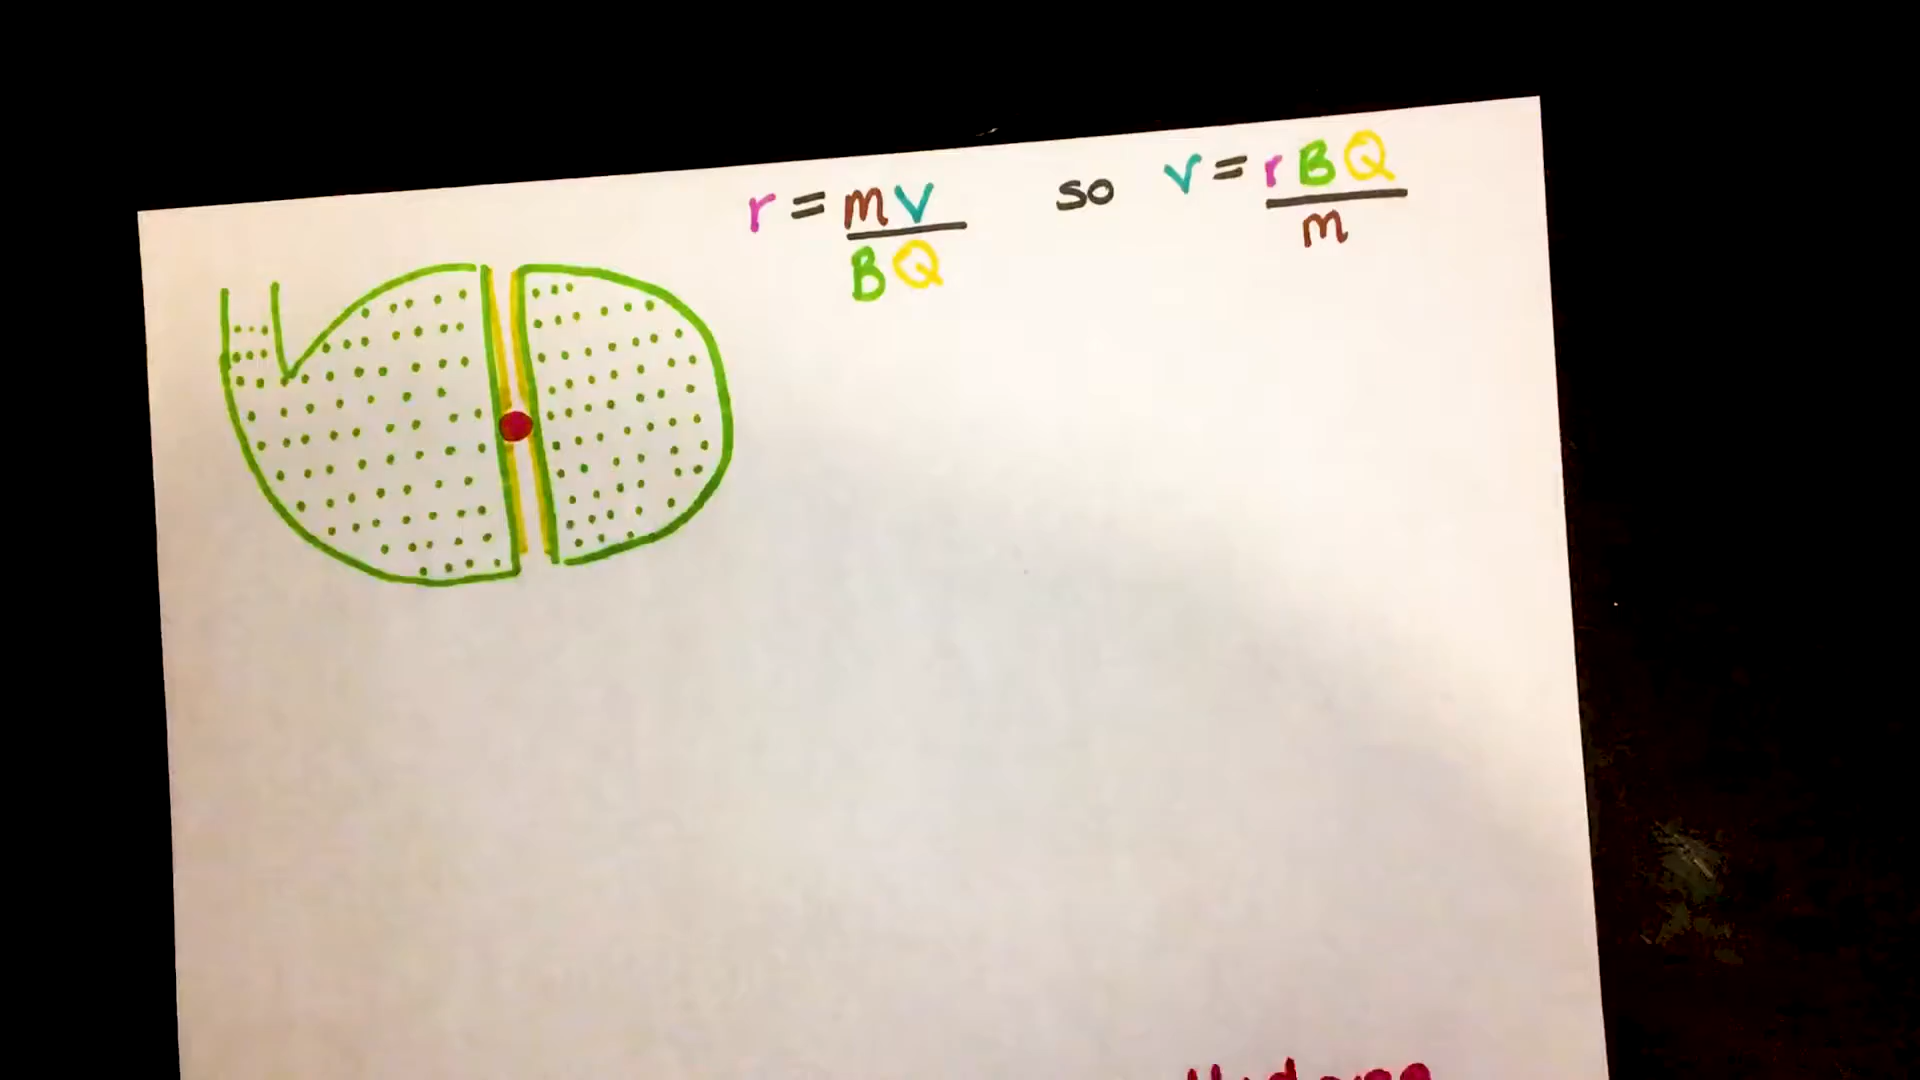 r = mV / BQ so v = rBQ / m